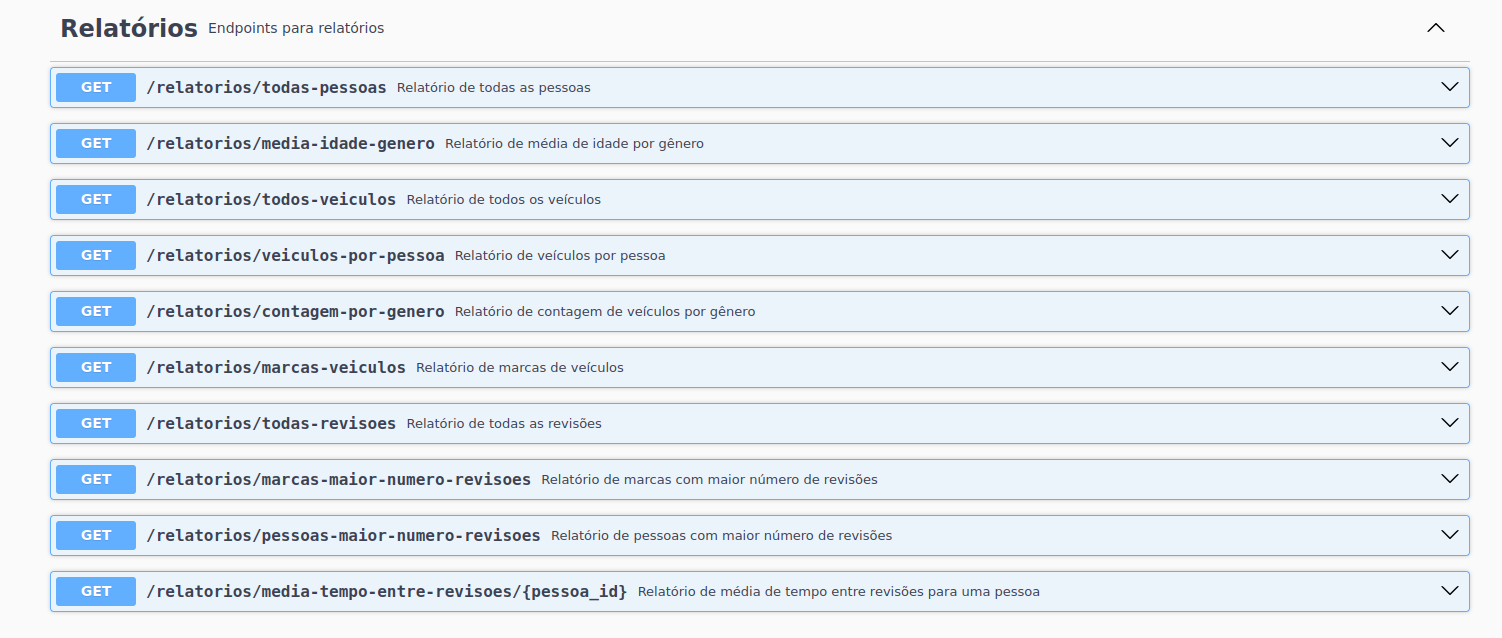 Relatórios Endpoints para relatórios
GET /relatorios/todas-pessoas Relatório de todas as pessoas
GET /relatorios/media-idade-genero Relatório de média de idade por gênero
GET /relatorios/todos-veiculos Relatório de todos os veículos
GET /relatorios/veiculos-por-pessoa Relatório de veículos por pessoa
GET /relatorios/contagem-por-genero Relatório de contagem de veículos por gênero
GET /relatorios/marcas-veiculos Relatório de marcas de veículos
GET /relatorios/todas-revisoes Relatório de todas as revisões
GET /relatorios/marcas-maior-numero-revisoes Relatório de marcas com maior número de revisões
GET /relatorios/pessoas-maior-numero-revisoes Relatório de pessoas com maior número de revisões
GET /relatorios/media-tempo-entre-revisoes/{pessoa_id} Relatório de média de tempo entre revisões para uma pessoa